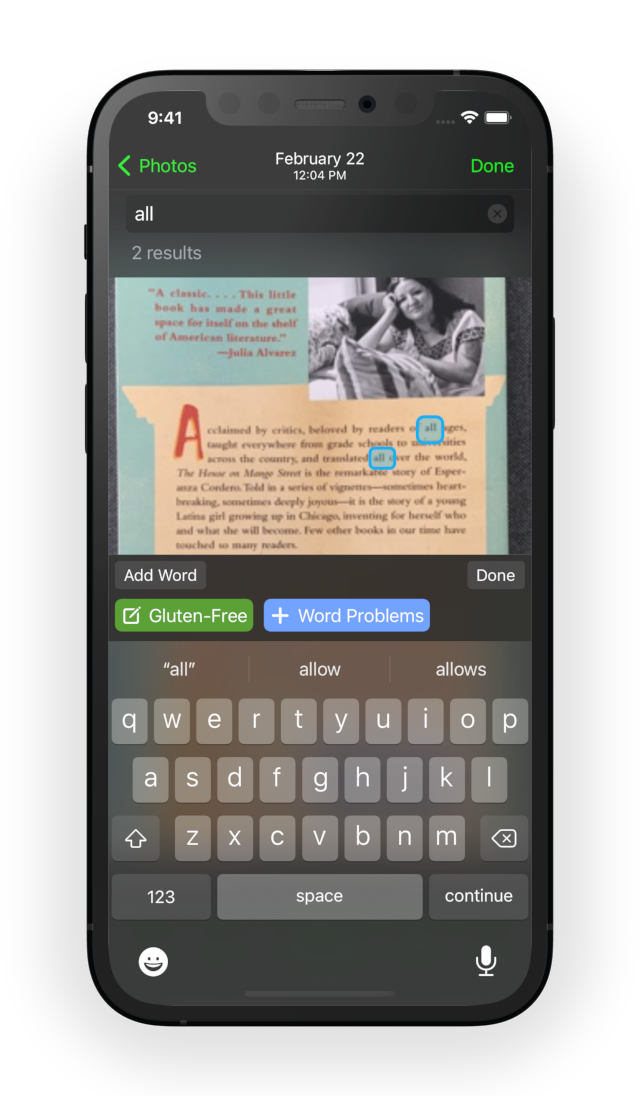 9:41
Photos
February 22
12:04 PM
Done
all
2 results
"A classic. . . . This little
book has made a great
space for itself on the shelf
of American literature."
—Julia Alvarez
Acclaimed by critics, beloved by readers of all ages,
taught everywhere from grade schools to universities
across the country, and translated all over the world,
The House on Mango Street is the remarkable story of Esper-
anza Cordero. Told in a series of vignettes—sometimes heart-
breaking, sometimes deeply joyous—it is the story of a young
Latina girl growing up in Chicago, inventing for herself who
and what she will become. Few other books in our time have
touched so many readers.
Add Word
Done
Gluten-Free
+ Word Problems
“all”
allow
allows
q w e r t y u i o p
a s d f g h j k l
z x c v b n m
123
space
continue